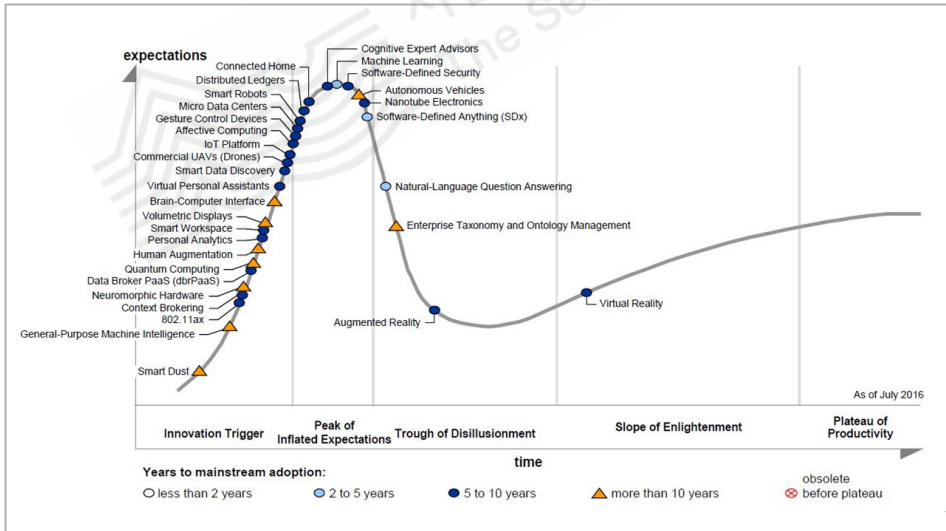 expectations
Cognitive Expert Advisors
Machine Learning
Software-Defined Security
Connected Home
Distributed Ledgers
Autonomous Vehicles
Smart Robots
Nanotube Electronics
Micro Data Centers
Gesture Control Devices
Software-Defined Anything (SDx)
Affective Computing
IoT Platform
Commercial UAVs (Drones)
Smart Data Discovery
Virtual Personal Assistants
Natural-Language Question Answering
Brain-Computer Interface
Volumetric Displays
Enterprise Taxonomy and Ontology Management
Smart Workspace
Personal Analytics
Human Augmentation
Quantum Computing
Data Broker PaaS (dbrPaaS)
Neuromorphic Hardware
Virtual Reality
Context Brokering
802.11ax
Augmented Reality
General-Purpose Machine Intelligence
Smart Dust
As of July 2016
Innovation Trigger
Peak of
Inflated Expectations
Trough of Disillusionment
Slope of Enlightenment
Plateau of
Productivity
time
Years to mainstream adoption:
less than 2 years
2 to 5 years
5 to 10 years
more than 10 years
obsolete
before plateau
The Se